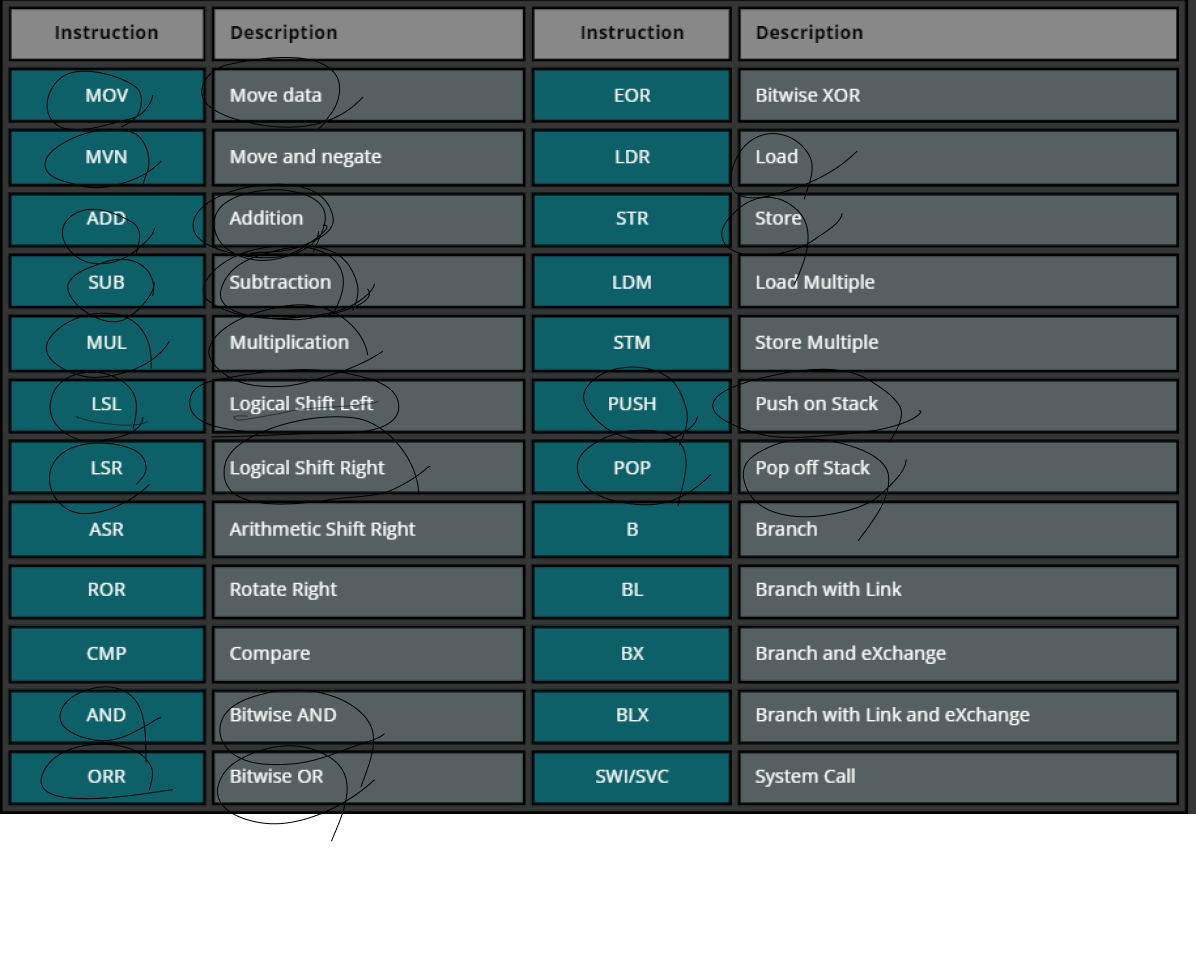 Instruction Description Instruction Description
MOV Move data EOR Bitwise XOR
MVN Move and negate LDR Load
ADD Addition STR Store
SUB Subtraction LDM Load Multiple
MUL Multiplication STM Store Multiple
LSL Logical Shift Left PUSH Push on Stack
LSR Logical Shift Right POP Pop off Stack
ASR Arithmetic Shift Right B Branch
ROR Rotate Right BL Branch with Link
CMP Compare BX Branch and eXchange
AND Bitwise AND BLX Branch with Link and eXchange
ORR Bitwise OR SWI/SVC System Call